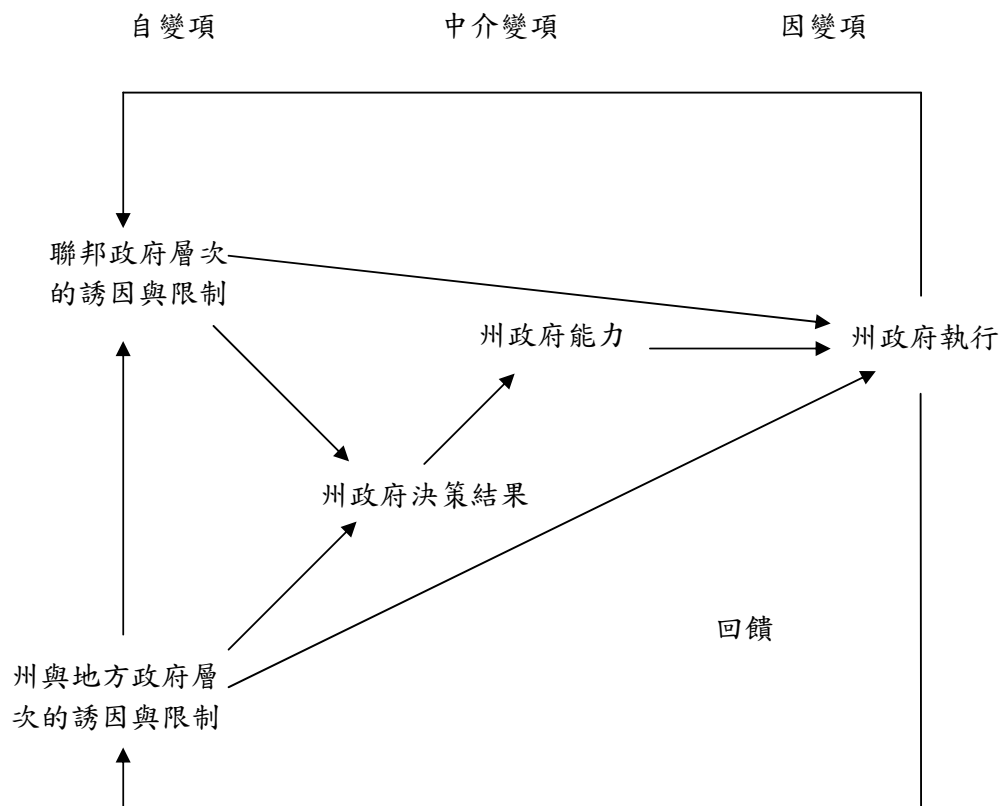 自變項
中介變項
因變項
聯邦政府層次
的誘因與限制
州政府能力
州政府執行
州政府決策結果
回饋
州與地方政府層
次的誘因與限制